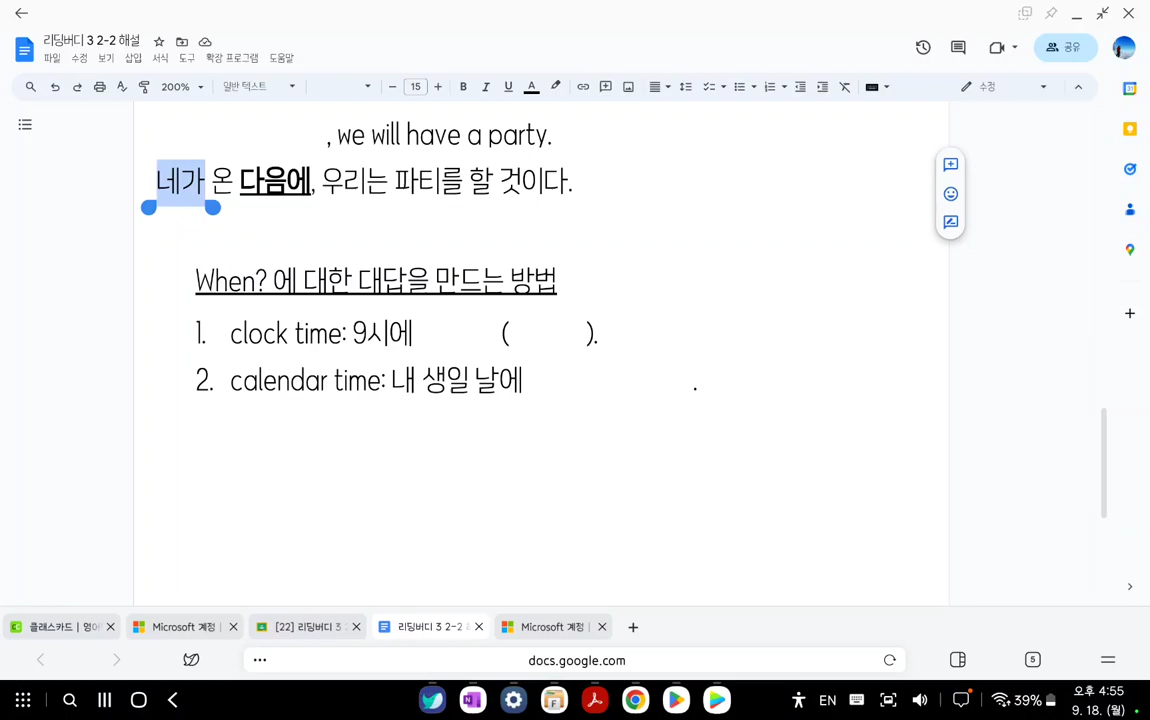 리딩버디 3 2-2 해설
파일 수정 보기 삽입 서식 도구 확장 프로그램 도움말
공유
200% 일반 텍스트 15 B I U A 수정
, we will have a party.
네가 온 다음에, 우리는 파티를 할 것이다.
When? 에 대한 대답을 만드는 방법
1. clock time: 9시에 ( ).
2. calendar time: 내 생일 날에 .
플래스카드 | 영어 Microsoft 계정 | [22] 리딩버디 3 리딩버디 3 2-2 Microsoft 계정 |
docs.google.com 5
EN 39% 오후 4:55
9. 18. (월)